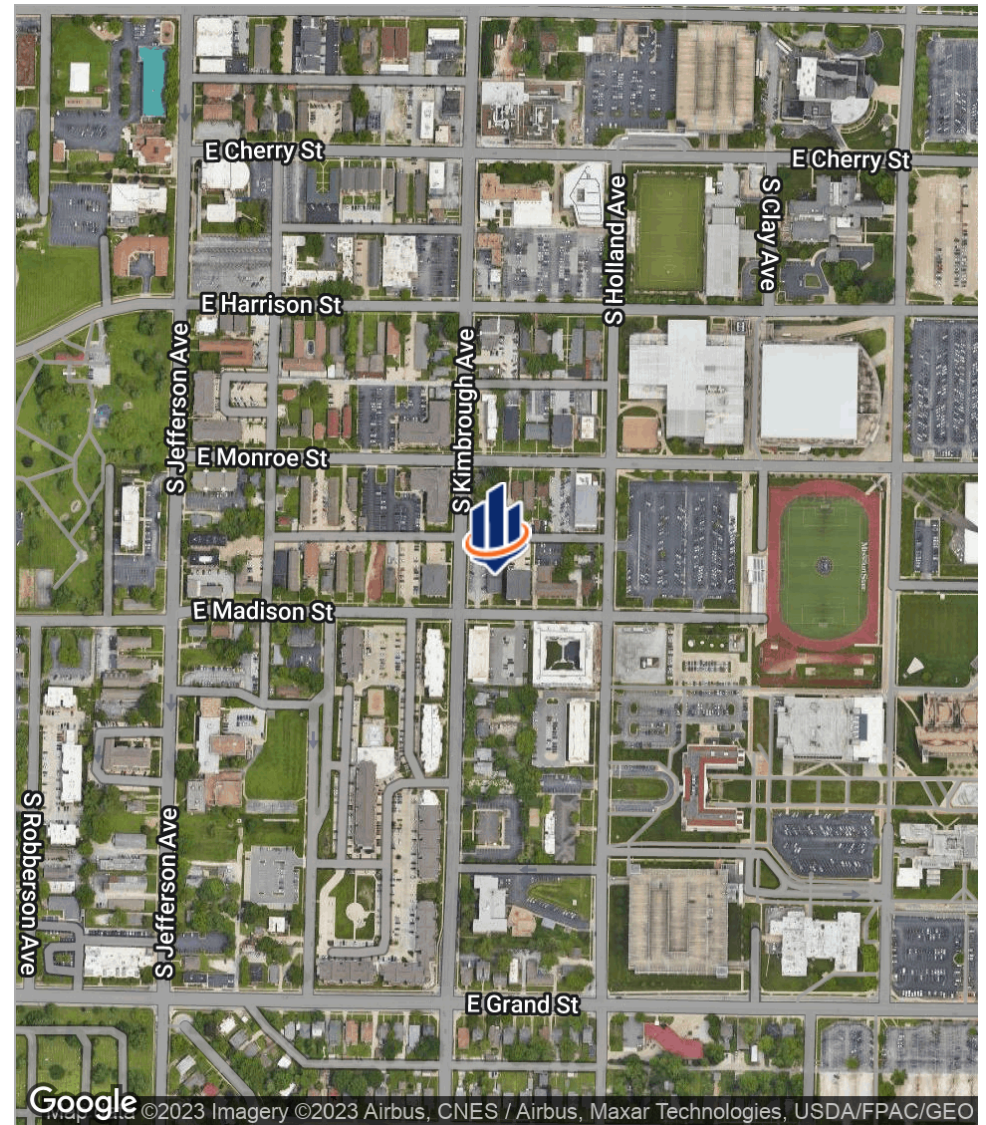 E Cherry St
E Cherry St
S Clay Ave
S Holland Ave
E Harrison St
S Jefferson Ave
S Kimbrough Ave
E Monroe St
E Madison St
S Robberson Ave
S Jefferson Ave
E Grand St
Google
Map data ©2023 Imagery ©2023 Airbus, CNES / Airbus, Maxar Technologies, USDA/FPAC/GEO